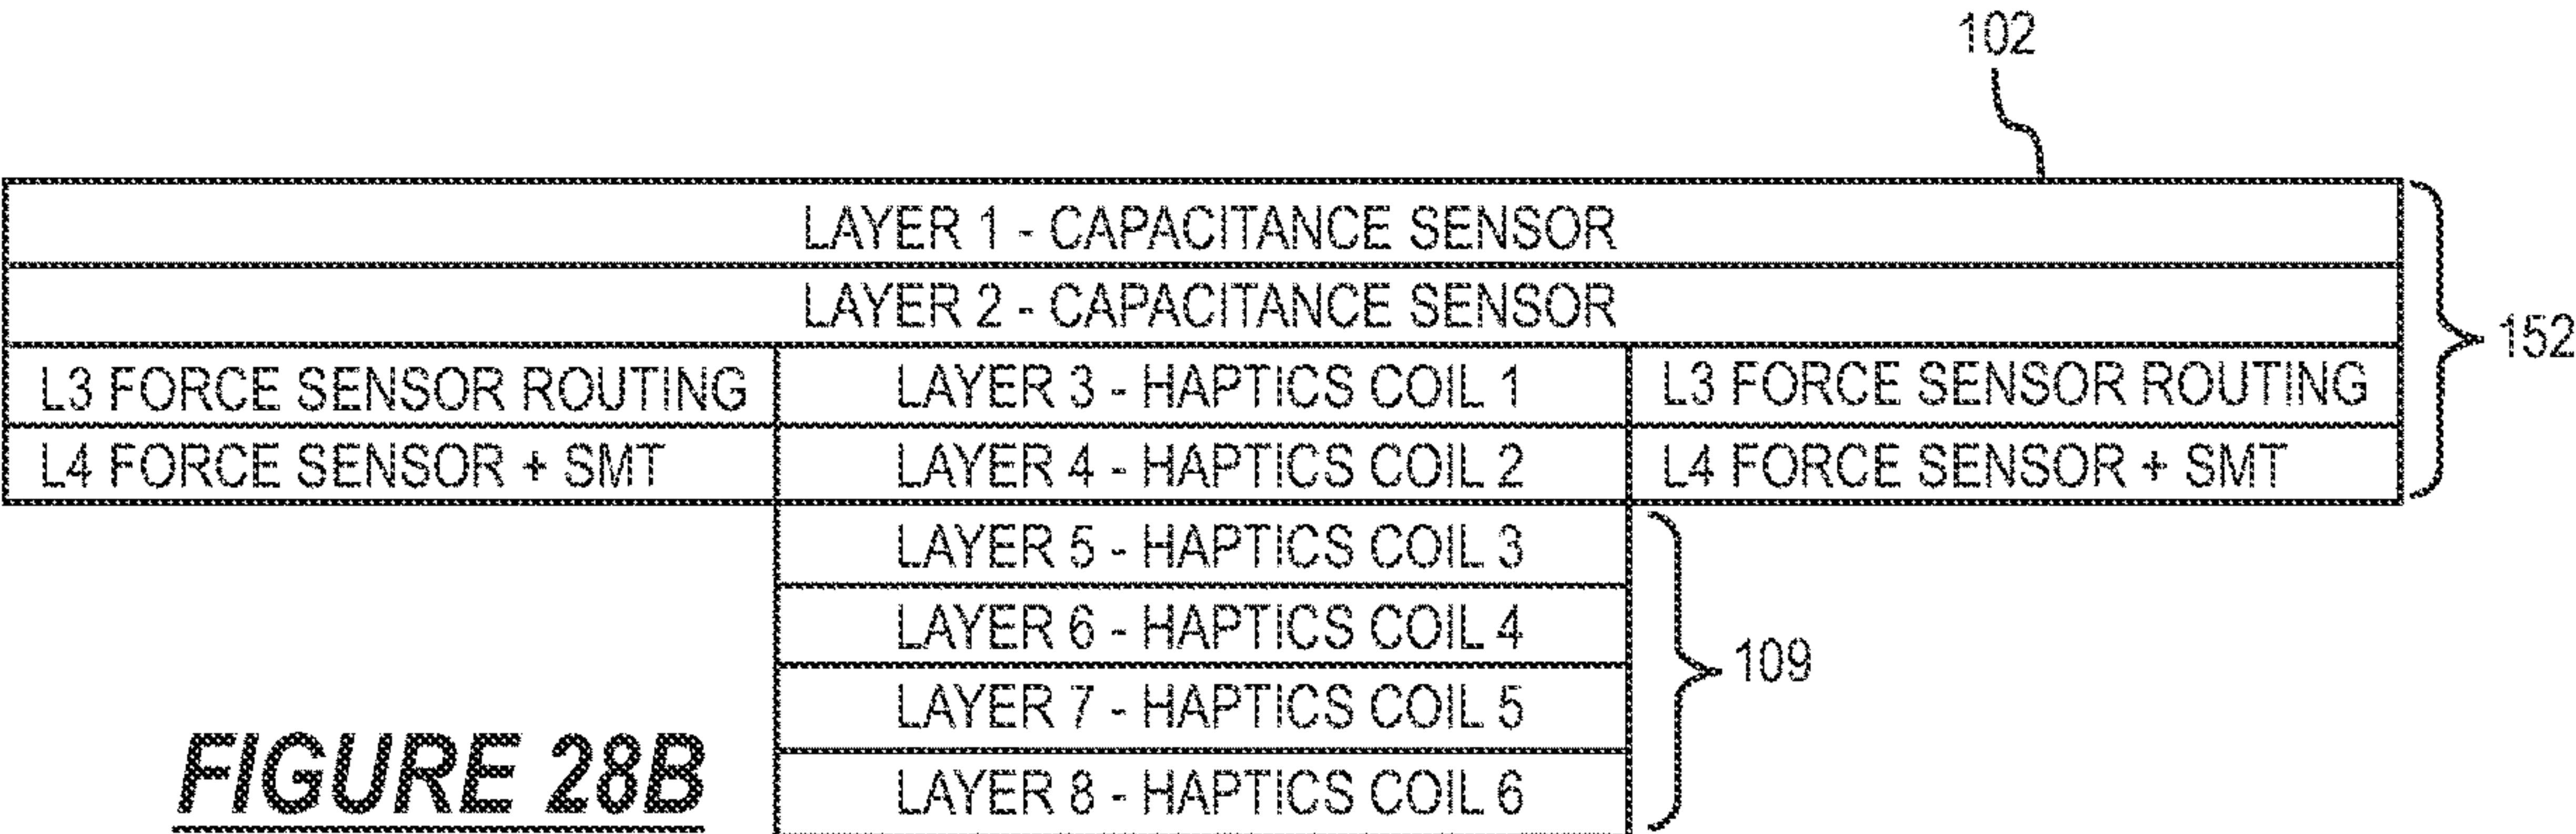 102
LAYER 1 - CAPACITANCE SENSOR
LAYER 2 - CAPACITANCE SENSOR
152
L3 FORCE SENSOR ROUTING LAYER 3 - HAPTICS COIL 1 L3 FORCE SENSOR ROUTING
L4 FORCE SENSOR + SMT LAYER 4 - HAPTICS COIL 2 L4 FORCE SENSOR + SMT
LAYER 5 - HAPTICS COIL 3
LAYER 6 - HAPTICS COIL 4
109
LAYER 7 - HAPTICS COIL 5
LAYER 8 - HAPTICS COIL 6
FIGURE 28B